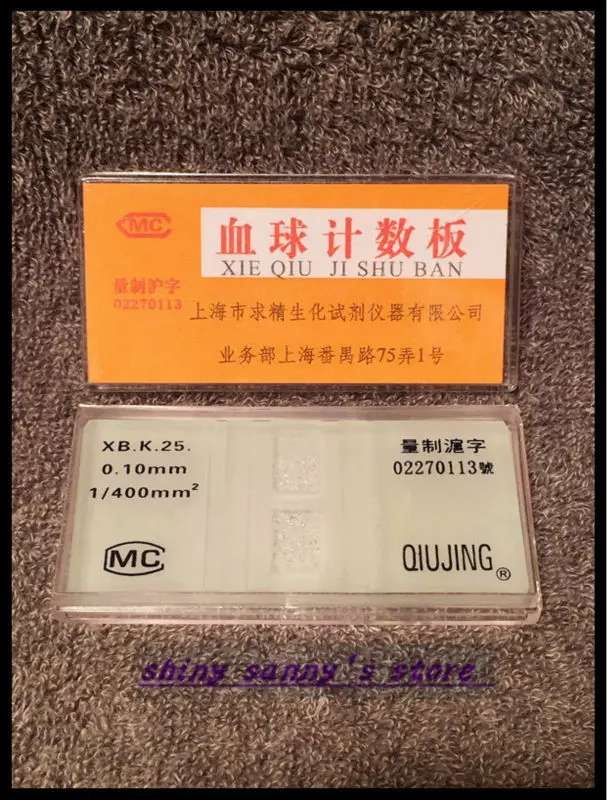 MC
血球计数板
XIE QIU JI SHU BAN
量制沪字
02270113
上海市求精生化试剂仪器有限公司
业务部上海番禺路75弄1号
XB.K.25.
0.10mm
1/400mm²
MC
量制滬字
02270113號
QIUJING®
shiny sanny's store